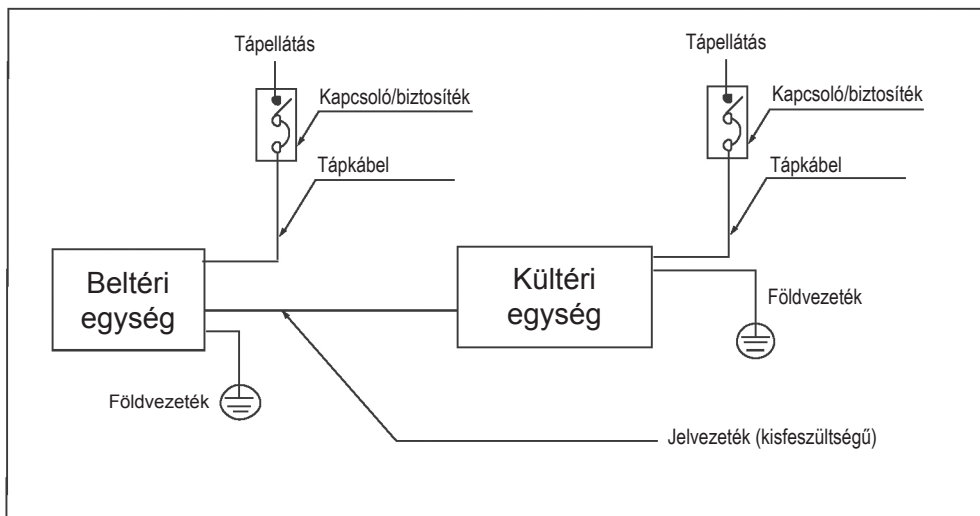 Tápellátás
Kapcsoló/biztosíték
Tápkábel
Beltéri
egység
Földvezeték
Tápellátás
Kapcsoló/biztosíték
Tápkábel
Kültéri
egység
Földvezeték
Jelvezeték (kisfeszültségű)